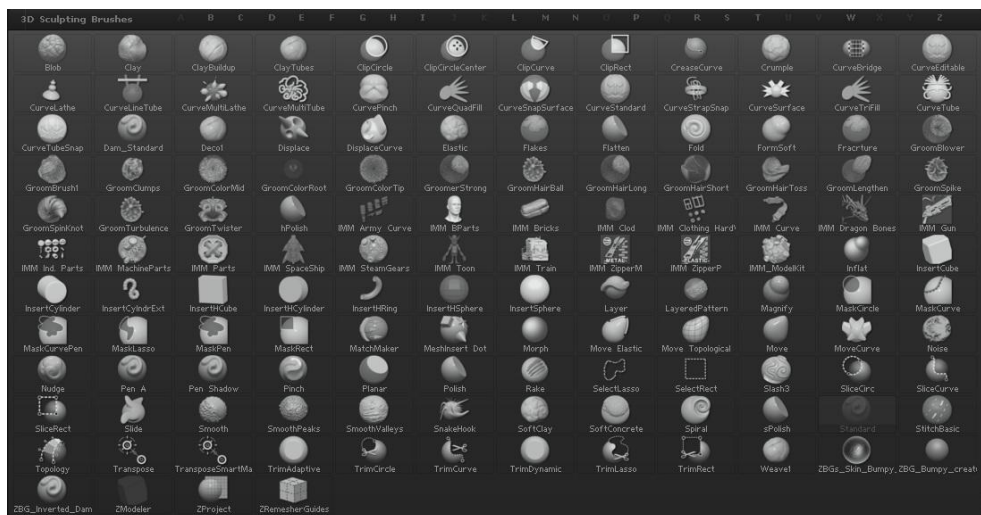 3D Sculpting Brushes A B C D E F G H I J K L M N O P Q R S T U V W X Y Z
Blob Clay ClayBuildup ClayTubes ClipCircle ClipCircleCenter ClipCurve ClipRect CreaseCurve Crumple CurveBridge CurveEditable
CurveLathe CurveLineTube CurveMultiLathe CurveMultiTube CurvePinch CurveQuadFill CurveSnapSurface CurveStandard CurveStrapSnap CurveSurface CurveTriFill CurveTube
CurveTubeSnap Dam_Standard Deco1 Displace DisplaceCurve Elastic Flakes Flatten Fold FormSoft Fracrture GroomBlower
GroomBrush1 GroomClumps GroomColorMid GroomColorRoot GroomColorTip GroomerStrong GroomHairBall GroomHairLong GroomHairShort GroomHairToss GroomLengthen GroomSpike
GroomSpinKnot GroomTurbulence GroomTwister hPolish IMM Army Curve IMM BParts IMM Bricks IMM Clod IMM Clothing Hard IMM Curve IMM Dragon Bones IMM Gun
IMM Ind. Parts IMM MachineParts IMM Parts IMM SpaceShip IMM SteamGears IMM Toon IMM Train IMM ZipperM IMM ZipperP IMM_ModelKit Inflat InsertCube
InsertCylinder InsertCylndrExt InsertHCube InsertHCylinder InsertHRing InsertHSphere InsertSphere Layer LayeredPattern Magnify MaskCircle MaskCurve
MaskCurvePen MaskLasso MaskPen MaskRect MatchMaker MeshInsert Dot Morph Move Elastic Move Topological Move MoveCurve Noise
Nudge Pen A Pen Shadow Pinch Planar Polish Rake SelectLasso SelectRect Slash3 SliceCirc SliceCurve
SliceRect Slide Smooth SmoothPeaks SmoothValleys SnakeHook SoftClay SoftConcrete Spiral sPolish Standard StitchBasic
Topology Transpose TransposeSmartMa TrimAdaptive TrimCircle TrimCurve TrimDynamic TrimLasso TrimRect Weave1 ZBGs_Skin_Bumpy_ ZBG_Bumpy_creat
ZBG_Inverted_Dam ZModeler ZProject ZRemesherGuides